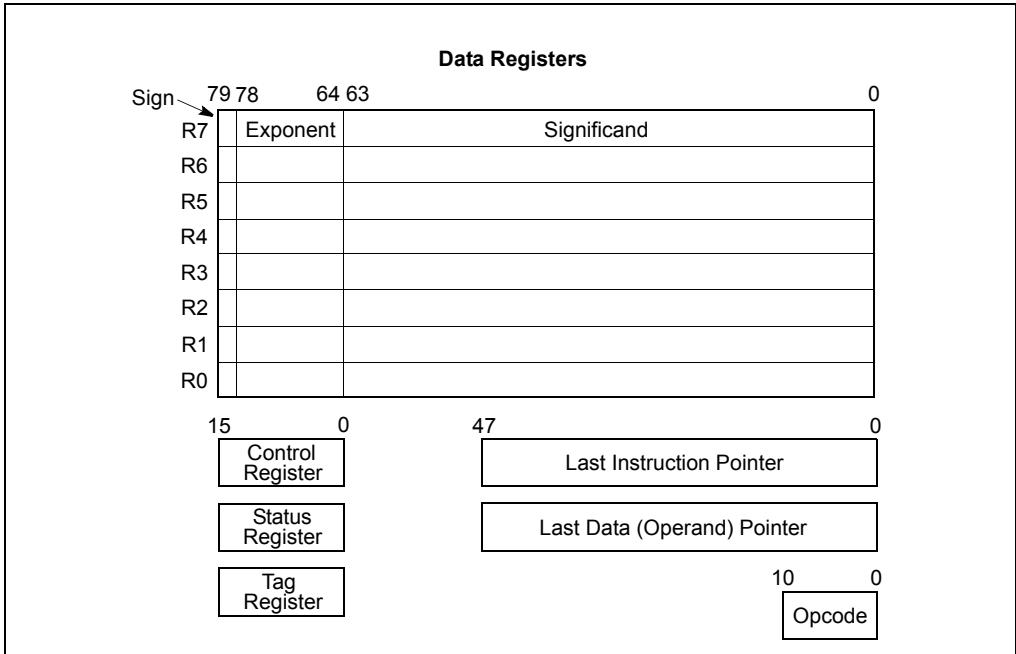 Data Registers
Sign 79 78 64 63 0
R7 Exponent Significand
R6
R5
R4
R3
R2
R1
R0
15 0 47 0
Control
Register
Last Instruction Pointer
Status
Register
Last Data (Operand) Pointer
Tag
Register
10 0
Opcode